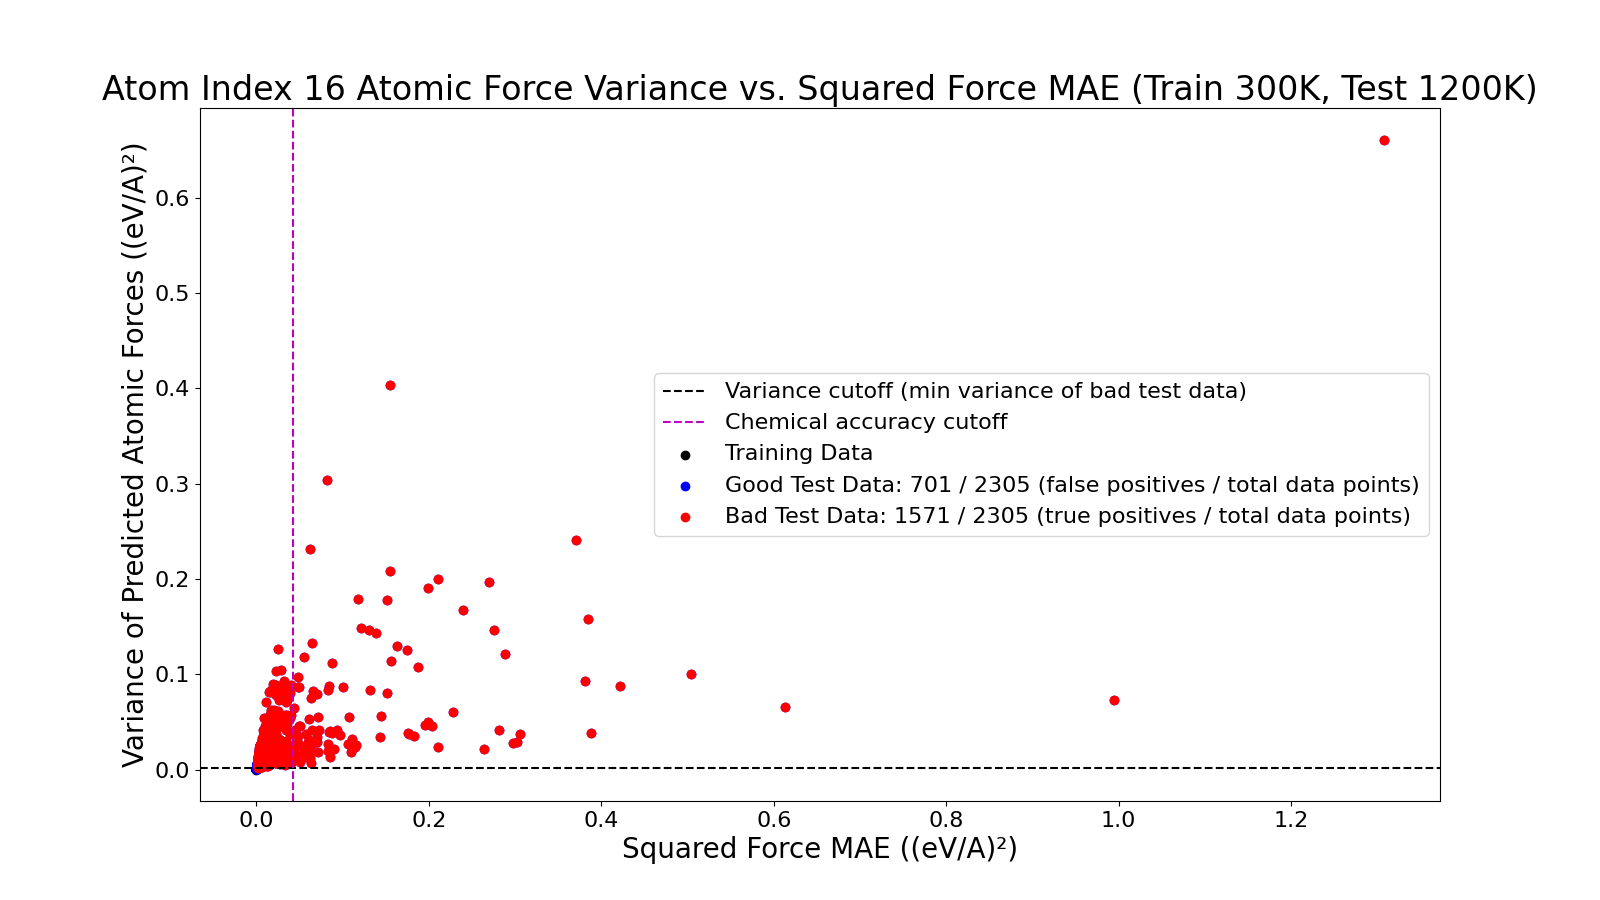 Atom Index 16 Atomic Force Variance vs. Squared Force MAE (Train 300K, Test 1200K)
Variance of Predicted Atomic Forces ((eV/A)²)
0.6
0.5
0.4
0.3
0.2
0.1
0.0
Variance cutoff (min variance of bad test data)
Chemical accuracy cutoff
Training Data
Good Test Data: 701 / 2305 (false positives / total data points)
Bad Test Data: 1571 / 2305 (true positives / total data points)
0.0 0.2 0.4 0.6 0.8 1.0 1.2
Squared Force MAE ((eV/A)²)